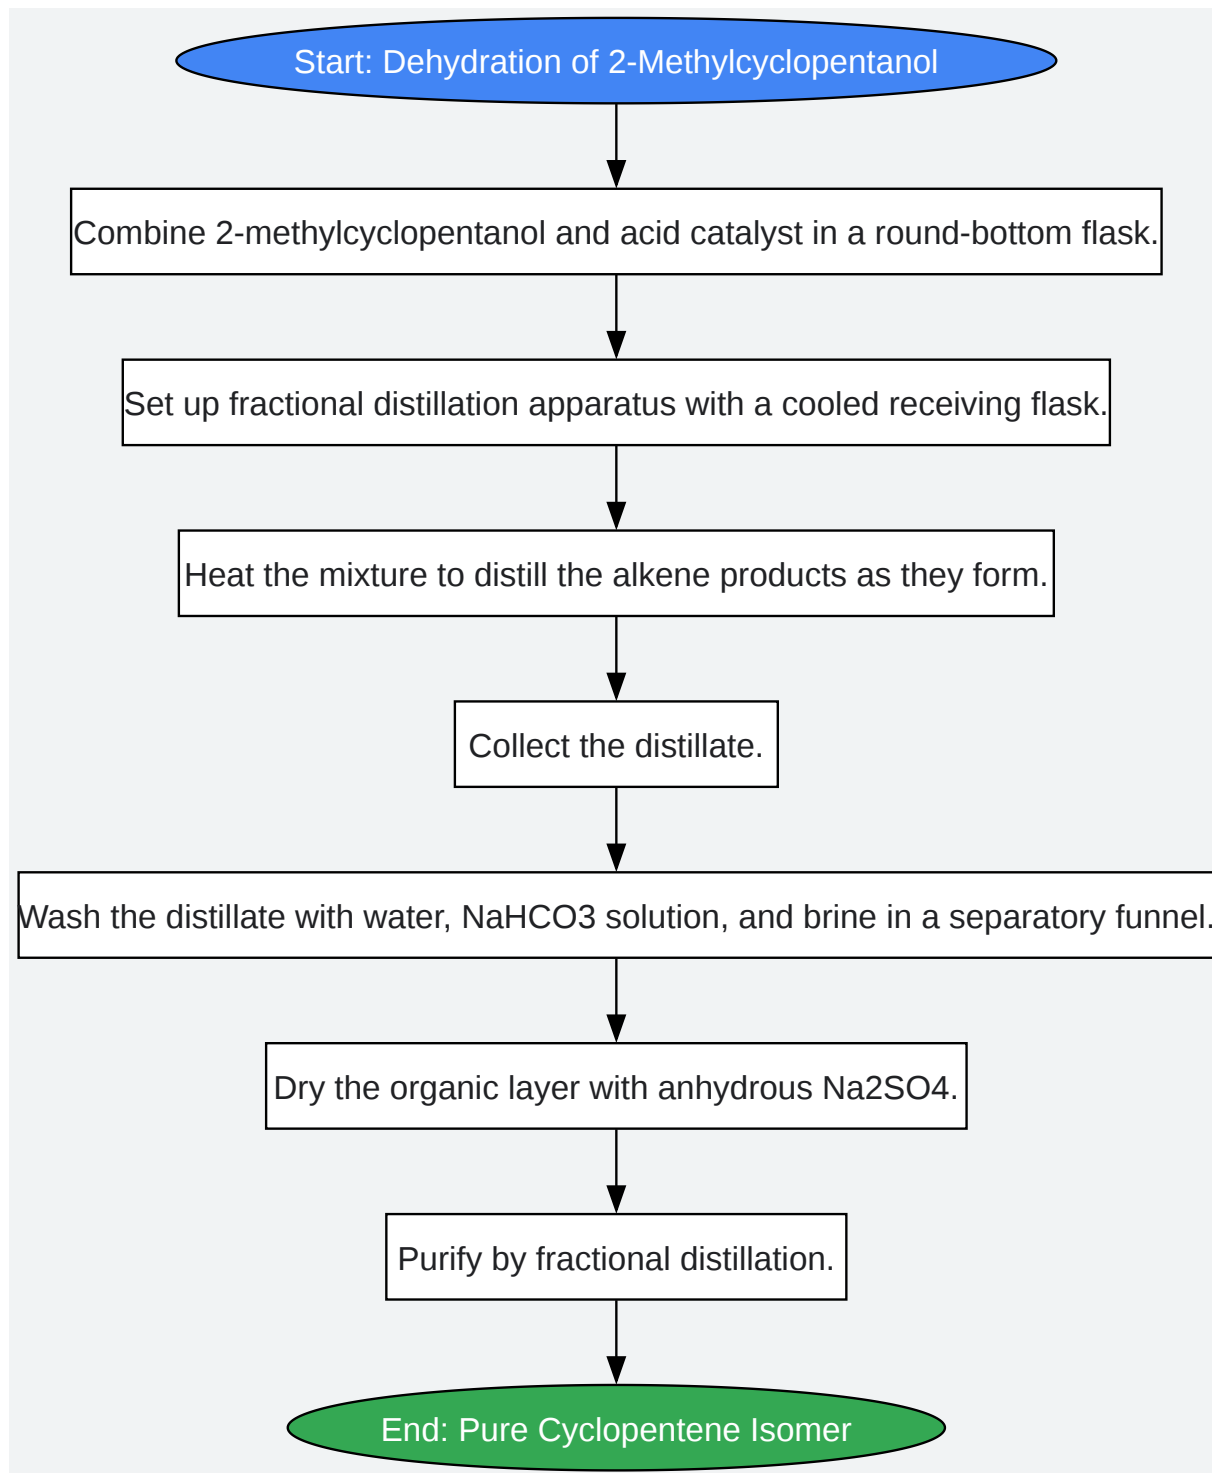 Start: Dehydration of 2-Methylcyclopentanol
Combine 2-methylcyclopentanol and acid catalyst in a round-bottom flask.
Set up fractional distillation apparatus with a cooled receiving flask.
Heat the mixture to distill the alkene products as they form.
Collect the distillate.
Wash the distillate with water, NaHCO3 solution, and brine in a separatory funnel.
Dry the organic layer with anhydrous Na2SO4.
Purify by fractional distillation.
End: Pure Cyclopentene Isomer